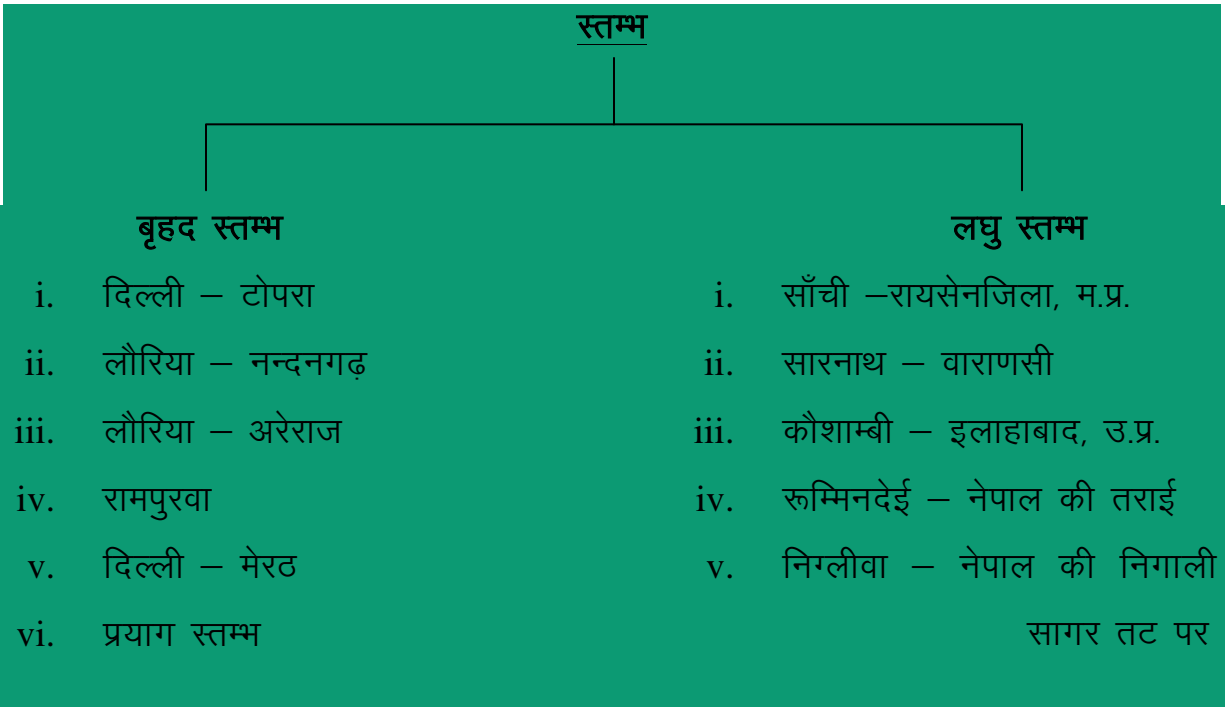 स्तम्भ
बृहद स्तम्भ
i. दिल्ली – टोपरा
ii. लौरिया – नन्दनगढ़
iii. लौरिया – अरेराज
iv. रामपुरवा
v. दिल्ली – मेरठ
vi. प्रयाग स्तम्भ
लघु स्तम्भ
i. साँची –रायसेनजिला, म.प्र.
ii. सारनाथ – वाराणसी
iii. कौशाम्बी – इलाहाबाद, उ.प्र.
iv. रूम्मिनदेई – नेपाल की तराई
v. निग्लीवा – नेपाल की निगाली
सागर तट पर